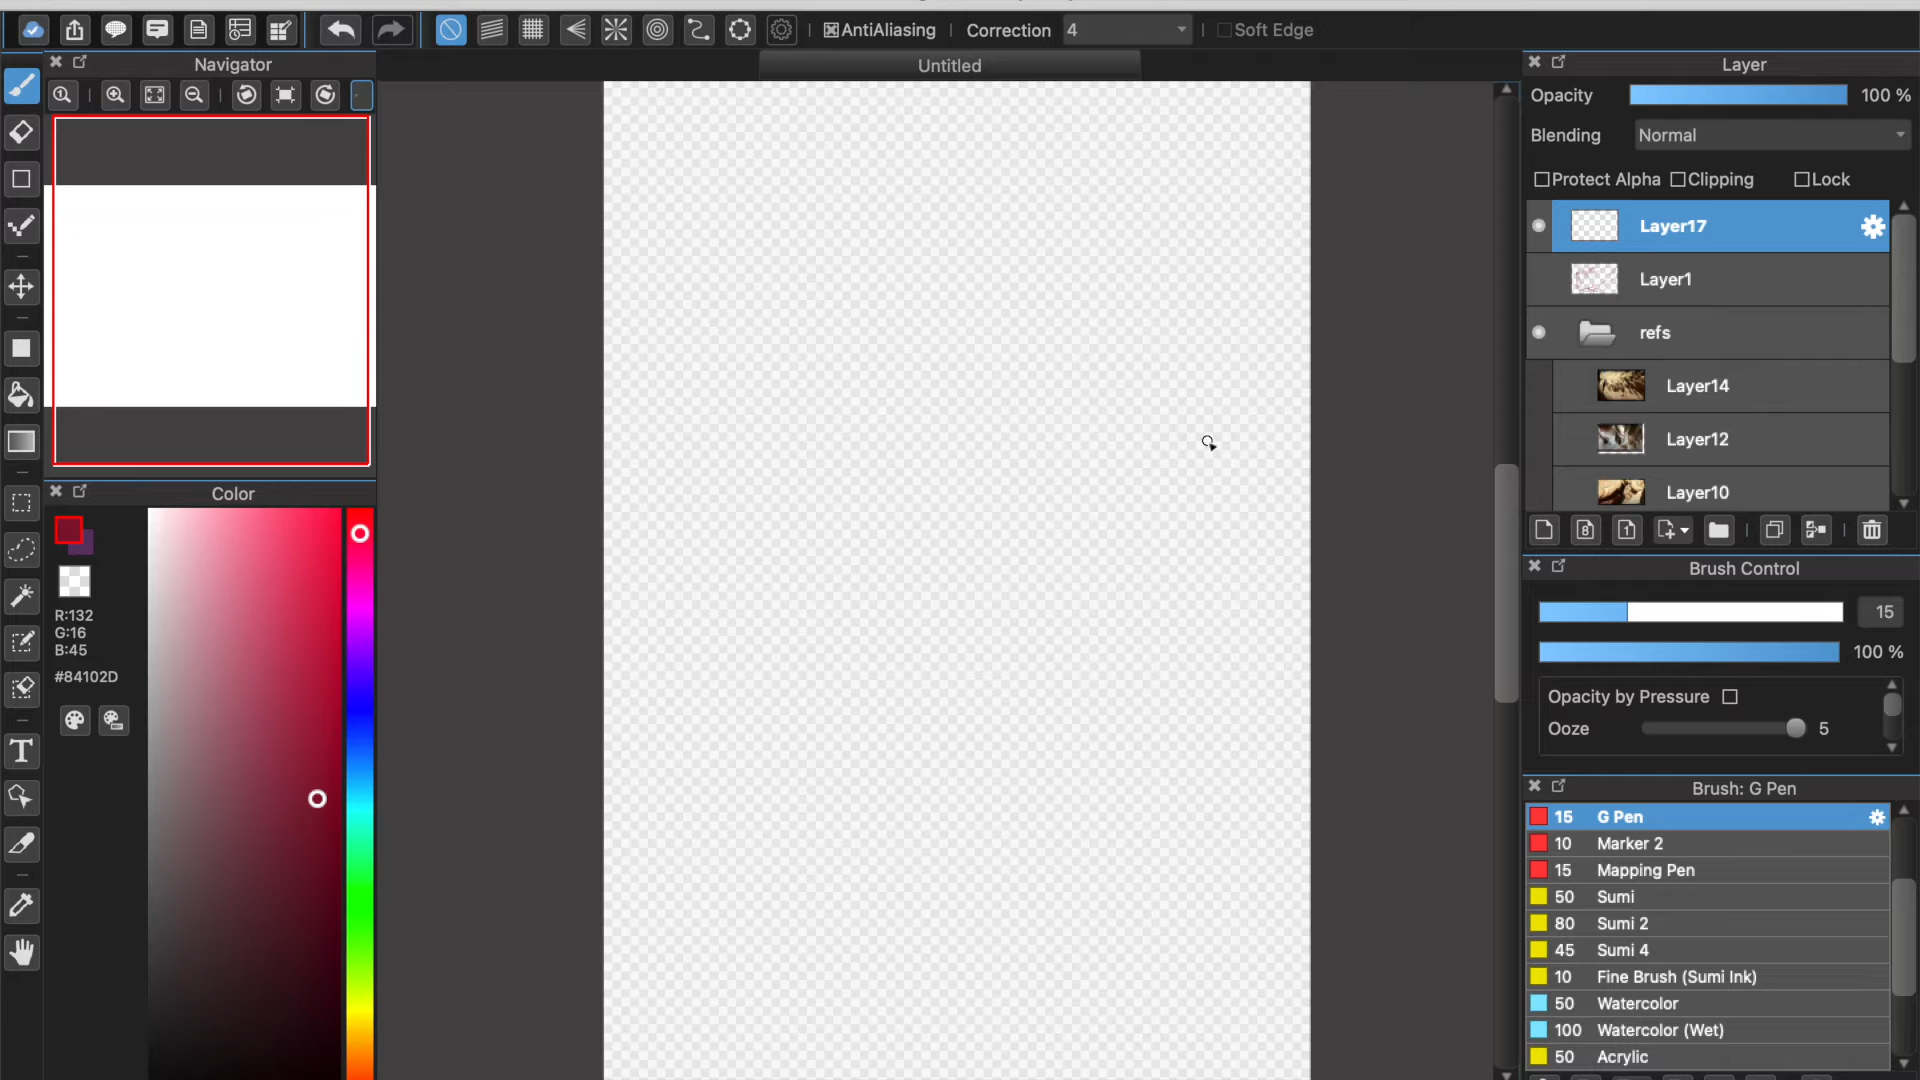 AntiAliasing Correction 4 Soft Edge
Navigator
Untitled
Layer
Opacity 100 %
Blending Normal
Protect Alpha Clipping Lock
Layer17
Layer1
refs
Layer14
Layer12
Layer10
Color
R:132
G:16
B:45
#84102D
Brush Control
15
100 %
Opacity by Pressure
Ooze 5
Brush: G Pen
15 G Pen
10 Marker 2
15 Mapping Pen
50 Sumi
80 Sumi 2
45 Sumi 4
10 Fine Brush (Sumi Ink)
50 Watercolor
100 Watercolor (Wet)
50 Acrylic